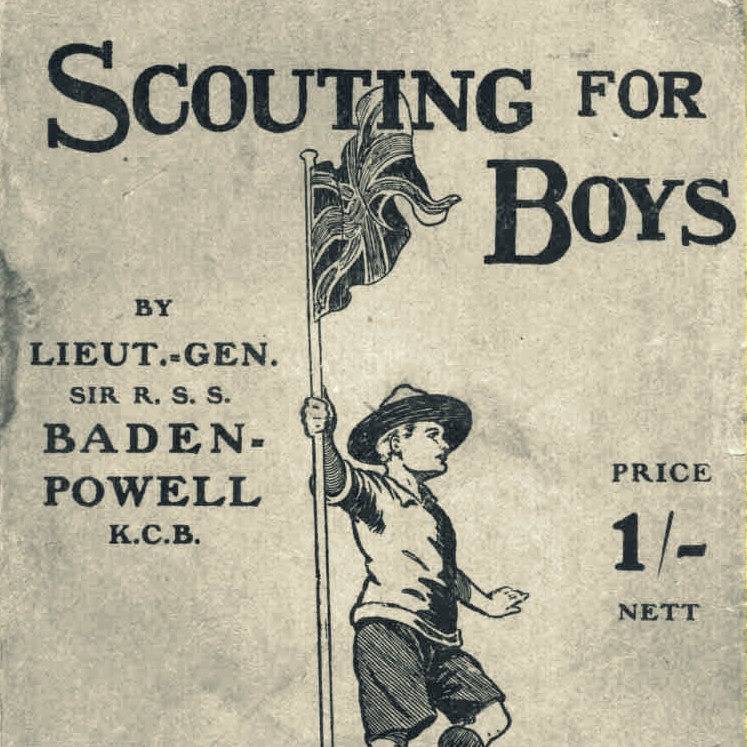 SCOUTING FOR
BOYS
BY
LIEUT.=GEN.
SIR R. S. S.
BADEN=
POWELL
K.C.B.
PRICE
1/-
NETT